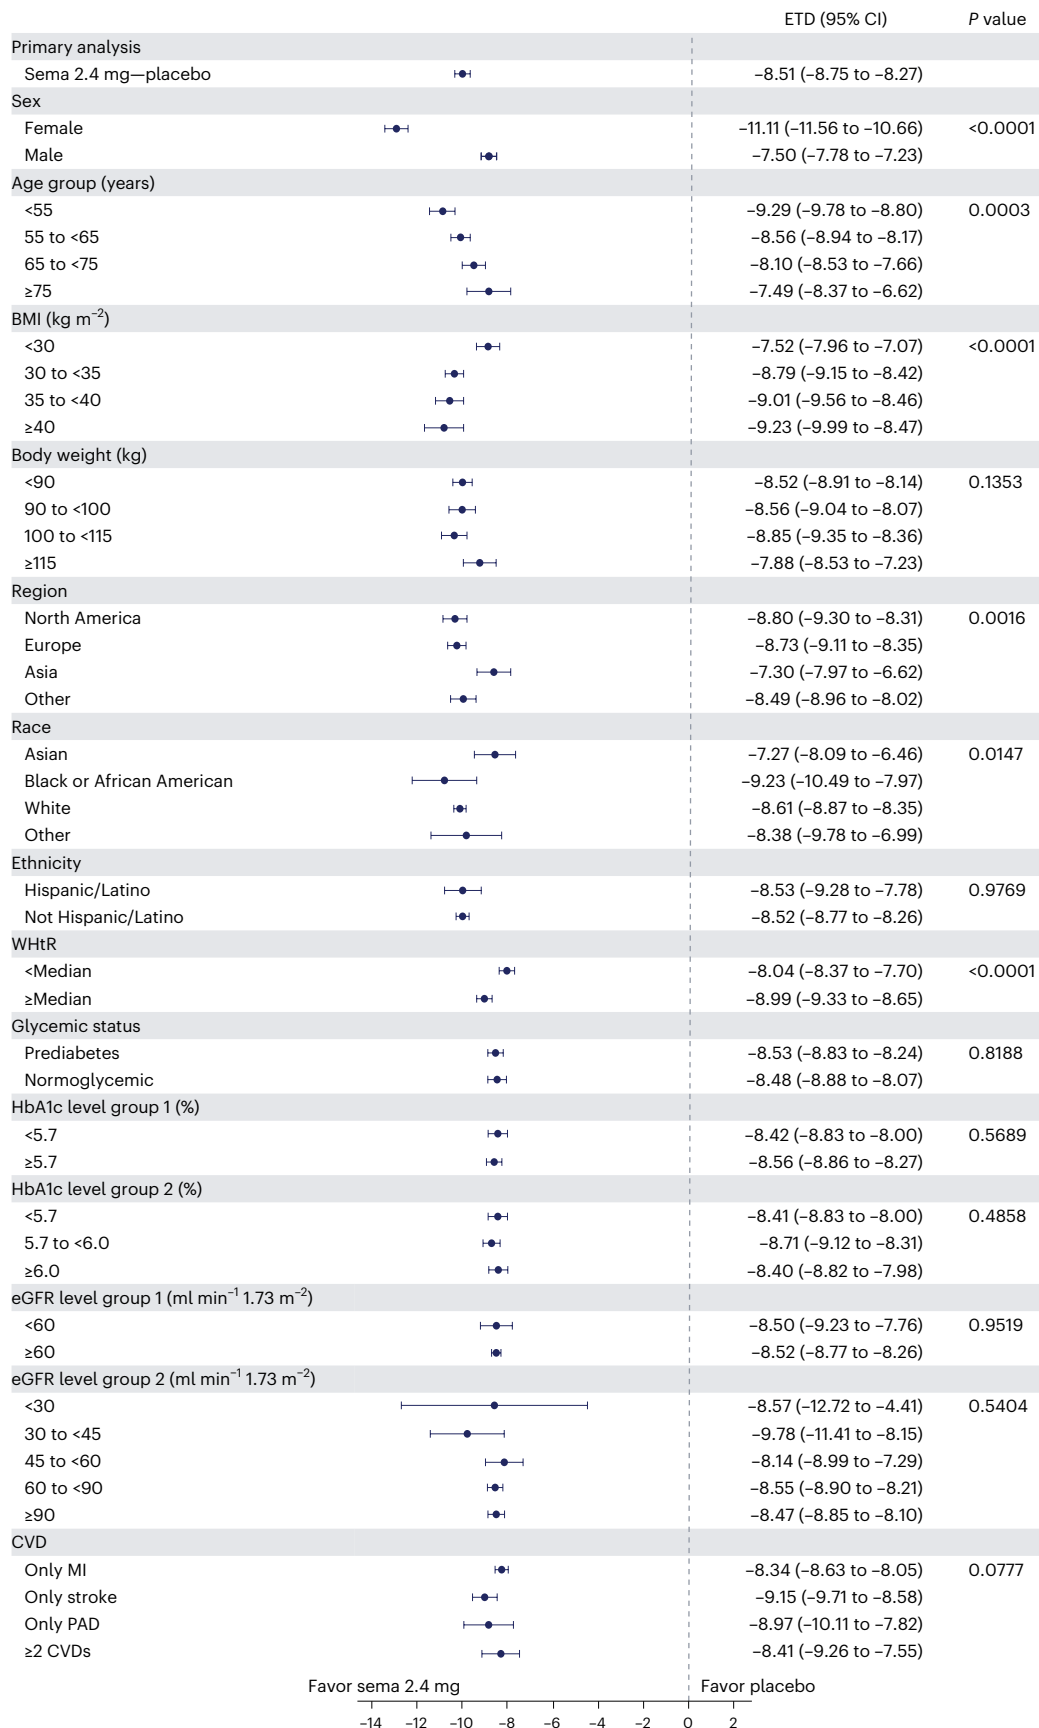 ETD (95% CI) P value
Primary analysis
Sema 2.4 mg—placebo −8.51 (−8.75 to −8.27)
Sex
Female −11.11 (−11.56 to −10.66) <0.0001
Male −7.50 (−7.78 to −7.23)
Age group (years)
<55 −9.29 (−9.78 to −8.80) 0.0003
55 to <65 −8.56 (−8.94 to −8.17)
65 to <75 −8.10 (−8.53 to −7.66)
≥75 −7.49 (−8.37 to −6.62)
BMI (kg m⁻²)
<30 −7.52 (−7.96 to −7.07) <0.0001
30 to <35 −8.79 (−9.15 to −8.42)
35 to <40 −9.01 (−9.56 to −8.46)
≥40 −9.23 (−9.99 to −8.47)
Body weight (kg)
<90 −8.52 (−8.91 to −8.14) 0.1353
90 to <100 −8.56 (−9.04 to −8.07)
100 to <115 −8.85 (−9.35 to −8.36)
≥115 −7.88 (−8.53 to −7.23)
Region
North America −8.80 (−9.30 to −8.31) 0.0016
Europe −8.73 (−9.11 to −8.35)
Asia −7.30 (−7.97 to −6.62)
Other −8.49 (−8.96 to −8.02)
Race
Asian −7.27 (−8.09 to −6.46) 0.0147
Black or African American −9.23 (−10.49 to −7.97)
White −8.61 (−8.87 to −8.35)
Other −8.38 (−9.78 to −6.99)
Ethnicity
Hispanic/Latino −8.53 (−9.28 to −7.78) 0.9769
Not Hispanic/Latino −8.52 (−8.77 to −8.26)
WHtR
<Median −8.04 (−8.37 to −7.70) <0.0001
≥Median −8.99 (−9.33 to −8.65)
Glycemic status
Prediabetes −8.53 (−8.83 to −8.24) 0.8188
Normoglycemic −8.48 (−8.88 to −8.07)
HbA1c level group 1 (%)
<5.7 −8.42 (−8.83 to −8.00) 0.5689
≥5.7 −8.56 (−8.86 to −8.27)
HbA1c level group 2 (%)
<5.7 −8.41 (−8.83 to −8.00) 0.4858
5.7 to <6.0 −8.71 (−9.12 to −8.31)
≥6.0 −8.40 (−8.82 to −7.98)
eGFR level group 1 (ml min⁻¹ 1.73 m⁻²)
<60 −8.50 (−9.23 to −7.76) 0.9519
≥60 −8.52 (−8.77 to −8.26)
eGFR level group 2 (ml min⁻¹ 1.73 m⁻²)
<30 −8.57 (−12.72 to −4.41) 0.5404
30 to <45 −9.78 (−11.41 to −8.15)
45 to <60 −8.14 (−8.99 to −7.29)
60 to <90 −8.55 (−8.90 to −8.21)
≥90 −8.47 (−8.85 to −8.10)
CVD
Only MI −8.34 (−8.63 to −8.05) 0.0777
Only stroke −9.15 (−9.71 to −8.58)
Only PAD −8.97 (−10.11 to −7.82)
≥2 CVDs −8.41 (−9.26 to −7.55)
Favor sema 2.4 mg Favor placebo
−14 −12 −10 −8 −6 −4 −2 0 2